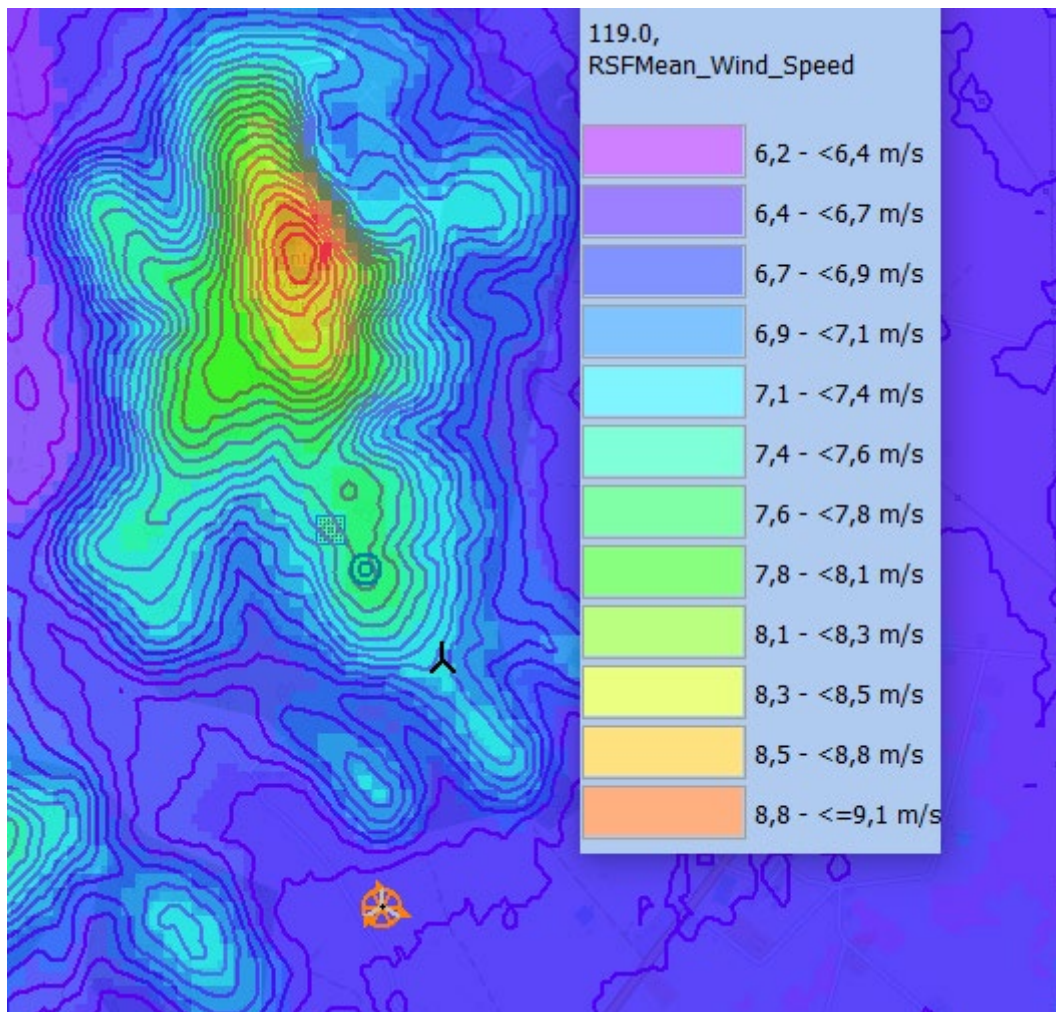 119.0,
RSFMean_Wind_Speed
6,2 - <6,4 m/s
6,4 - <6,7 m/s
6,7 - <6,9 m/s
6,9 - <7,1 m/s
7,1 - <7,4 m/s
7,4 - <7,6 m/s
7,6 - <7,8 m/s
7,8 - <8,1 m/s
8,1 - <8,3 m/s
8,3 - <8,5 m/s
8,5 - <8,8 m/s
8,8 - <=9,1 m/s